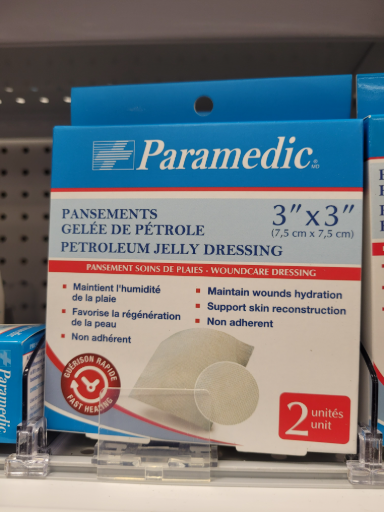 Paramedic MD
PANSEMENTS
GELÉE DE PÉTROLE
PETROLEUM JELLY DRESSING
3″x3″
(7,5 cm x 7,5 cm)
PANSEMENT SOINS DE PLAIES - WOUNDCARE DRESSING
▪ Maintient l'humidité
de la plaie
▪ Favorise la régénération
de la peau
▪ Non adhérent
▪ Maintain wounds hydration
▪ Support skin reconstruction
▪ Non adherent
GUÉRISON RAPIDE
FAST HEALING
2 unités
unit
Paramedic